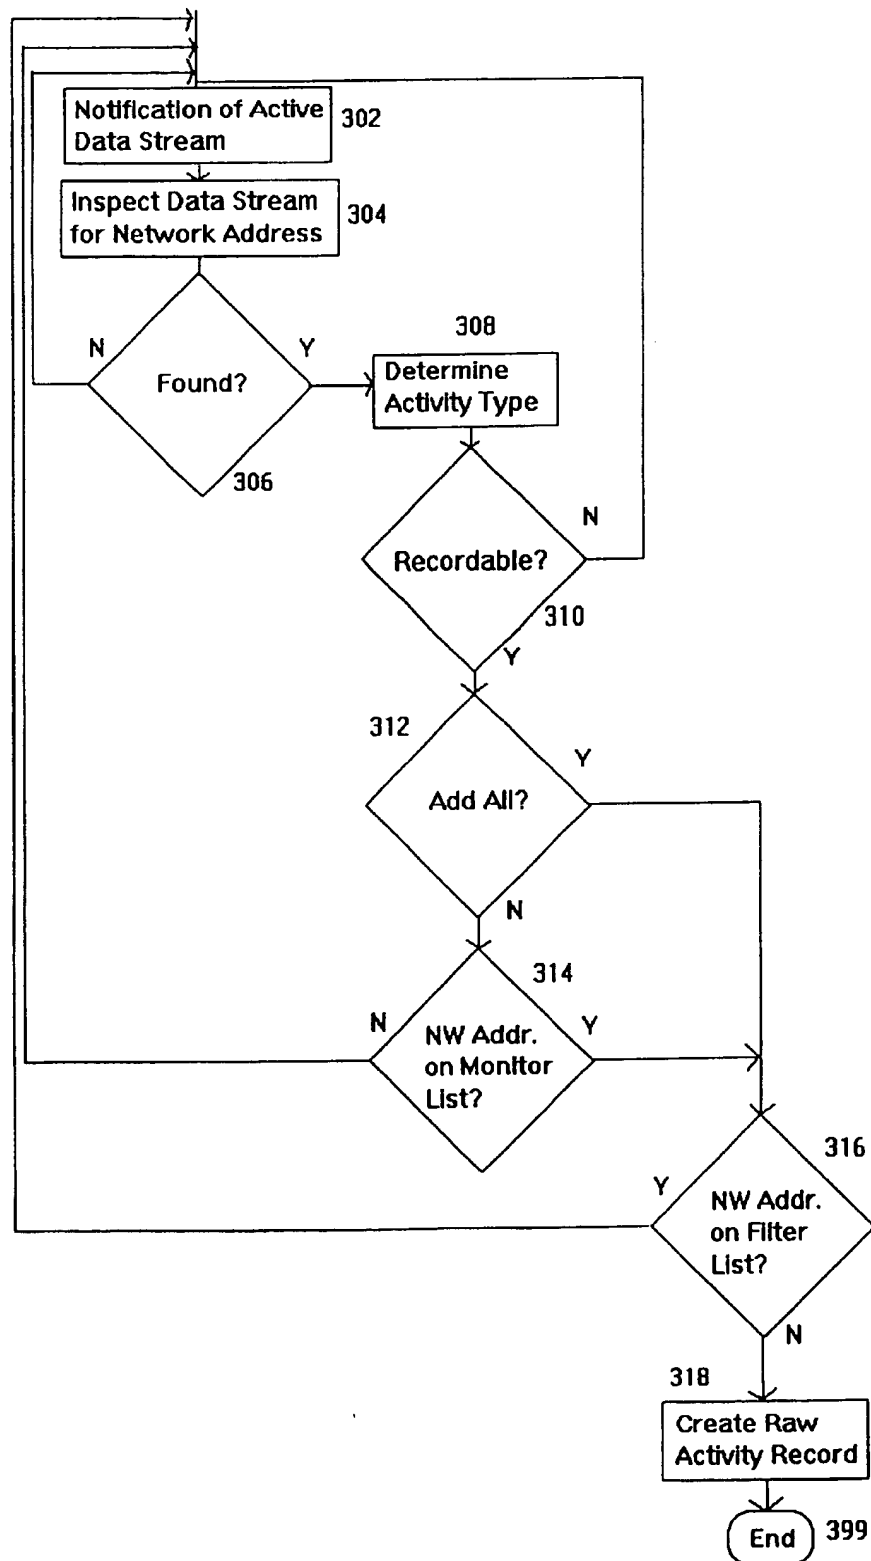 Notification of Active
Data Stream
302
Inspect Data Stream
for Network Address
304
N
Y
Found?
306
308
Determine
Activity Type
N
Recordable?
310
Y
312
Y
Add All?
N
314
N
Y
NW Addr.
on Monitor
List?
316
Y
NW Addr.
on Filter
List?
N
318
Create Raw
Activity Record
End
399